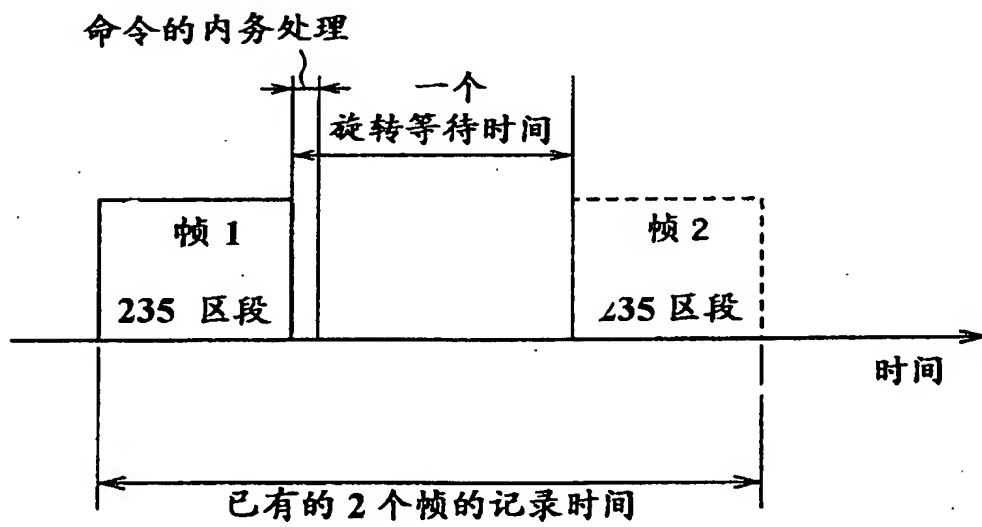 命令的内务处理
一个
旋转等待时间
帧 1
帧 2
235 区段
235 区段
时间
已有的 2 个帧的记录时间